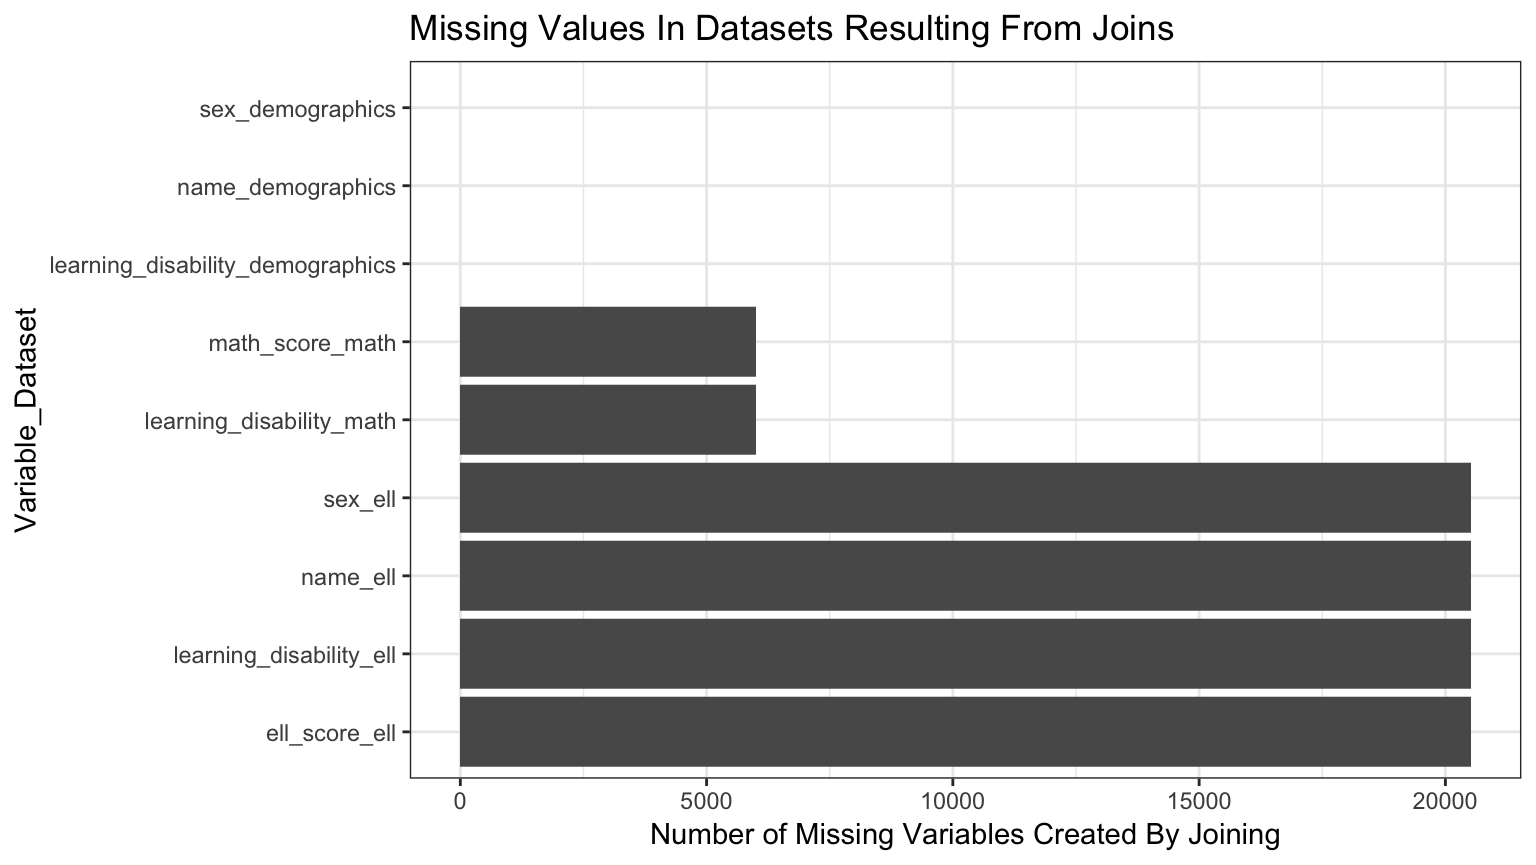 Missing Values In Datasets Resulting From Joins
Variable_Dataset
sex_demographics
name_demographics
learning_disability_demographics
math_score_math
learning_disability_math
sex_ell
name_ell
learning_disability_ell
ell_score_ell
0 5000 10000 15000 20000
Number of Missing Variables Created By Joining